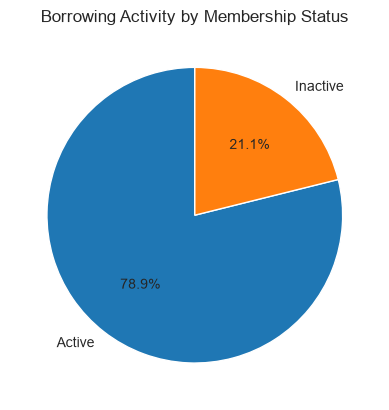 Borrowing Activity by Membership Status
Inactive
21.1%
78.9%
Active